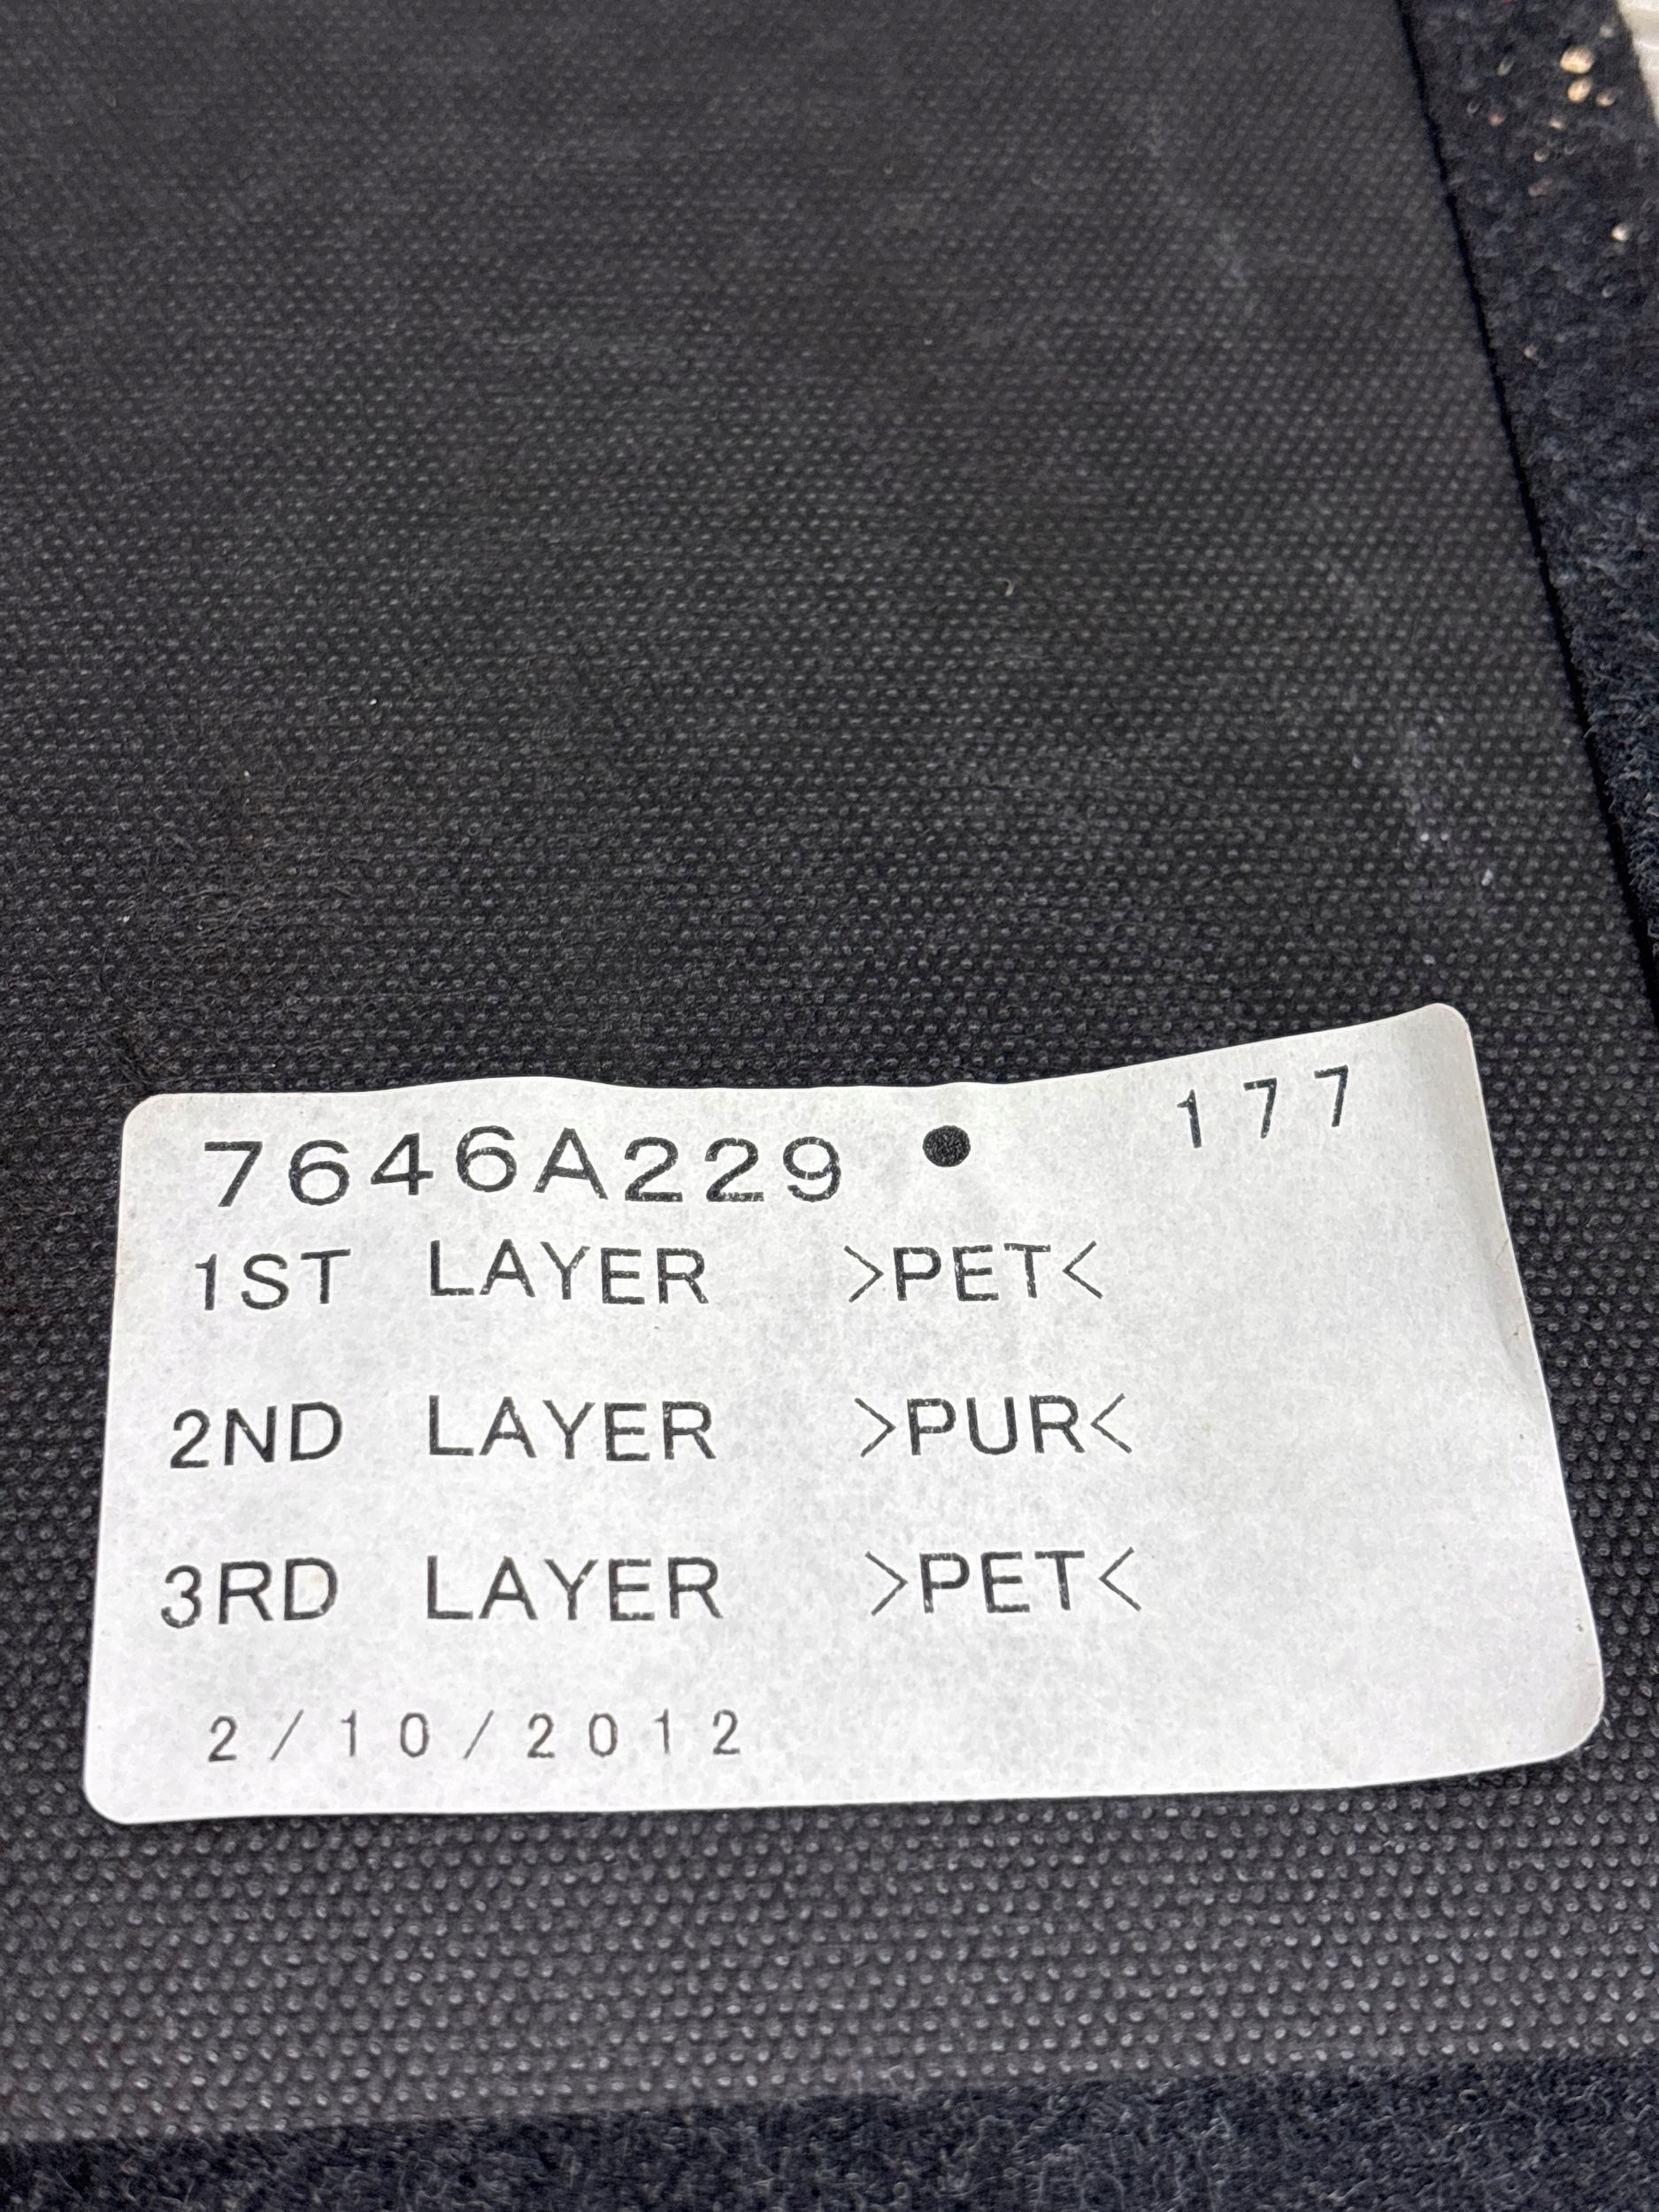 7646A229 ● 177
1ST LAYER >PET<
2ND LAYER >PUR<
3RD LAYER >PET<
2/10/2012